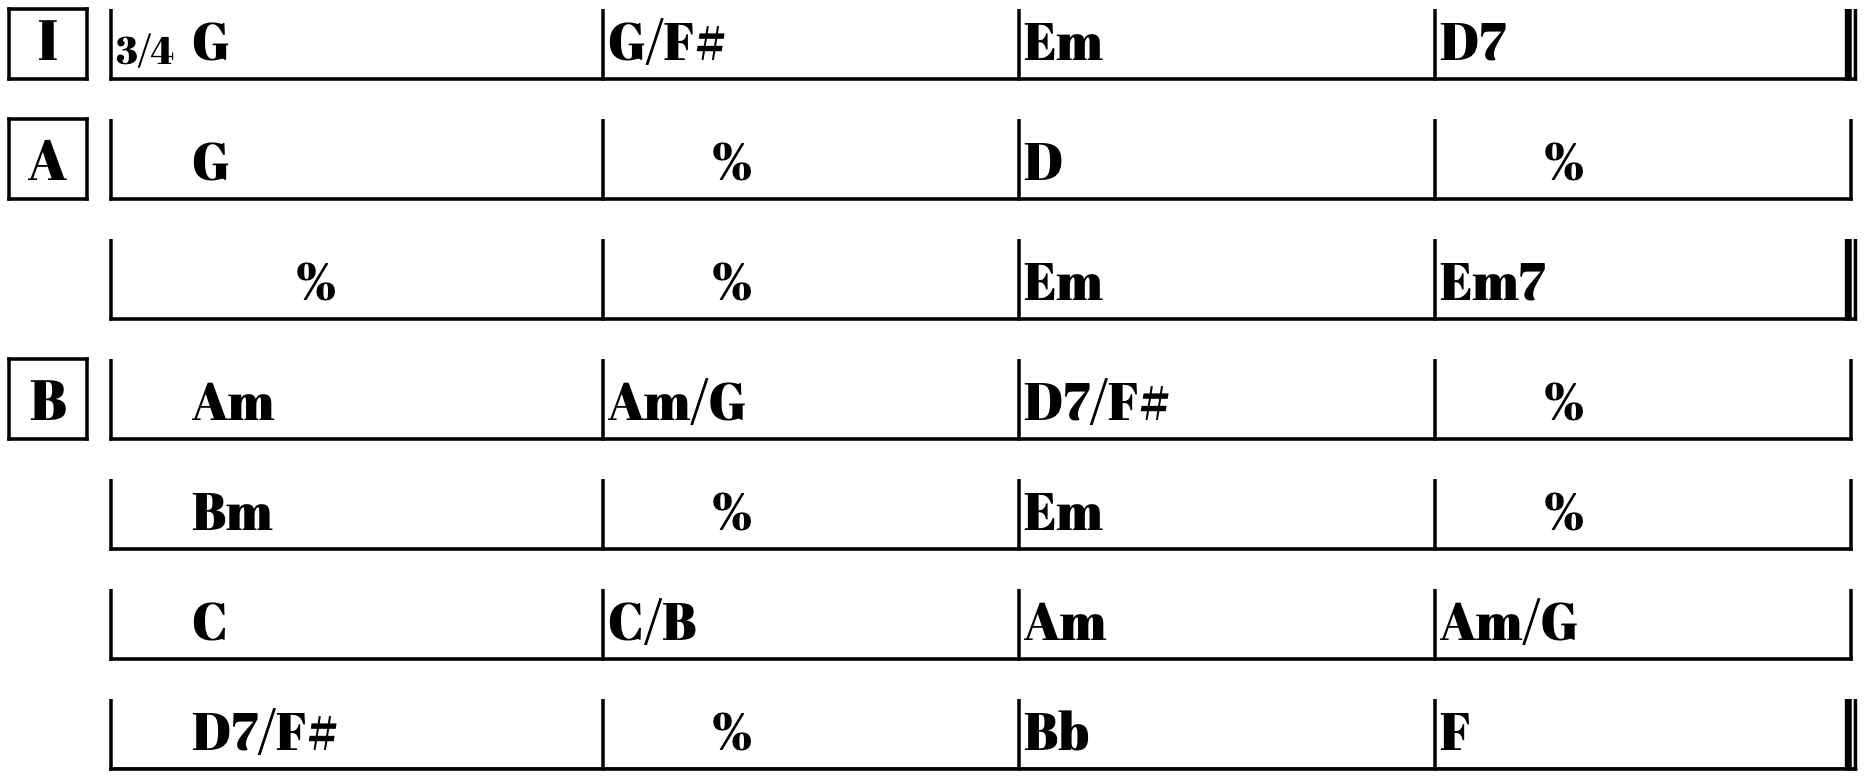 I 3/4 G G/F# Em D7
A G % D %
% % Em Em7
B Am Am/G D7/F# %
Bm % Em %
C C/B Am Am/G
D7/F# % Bb F